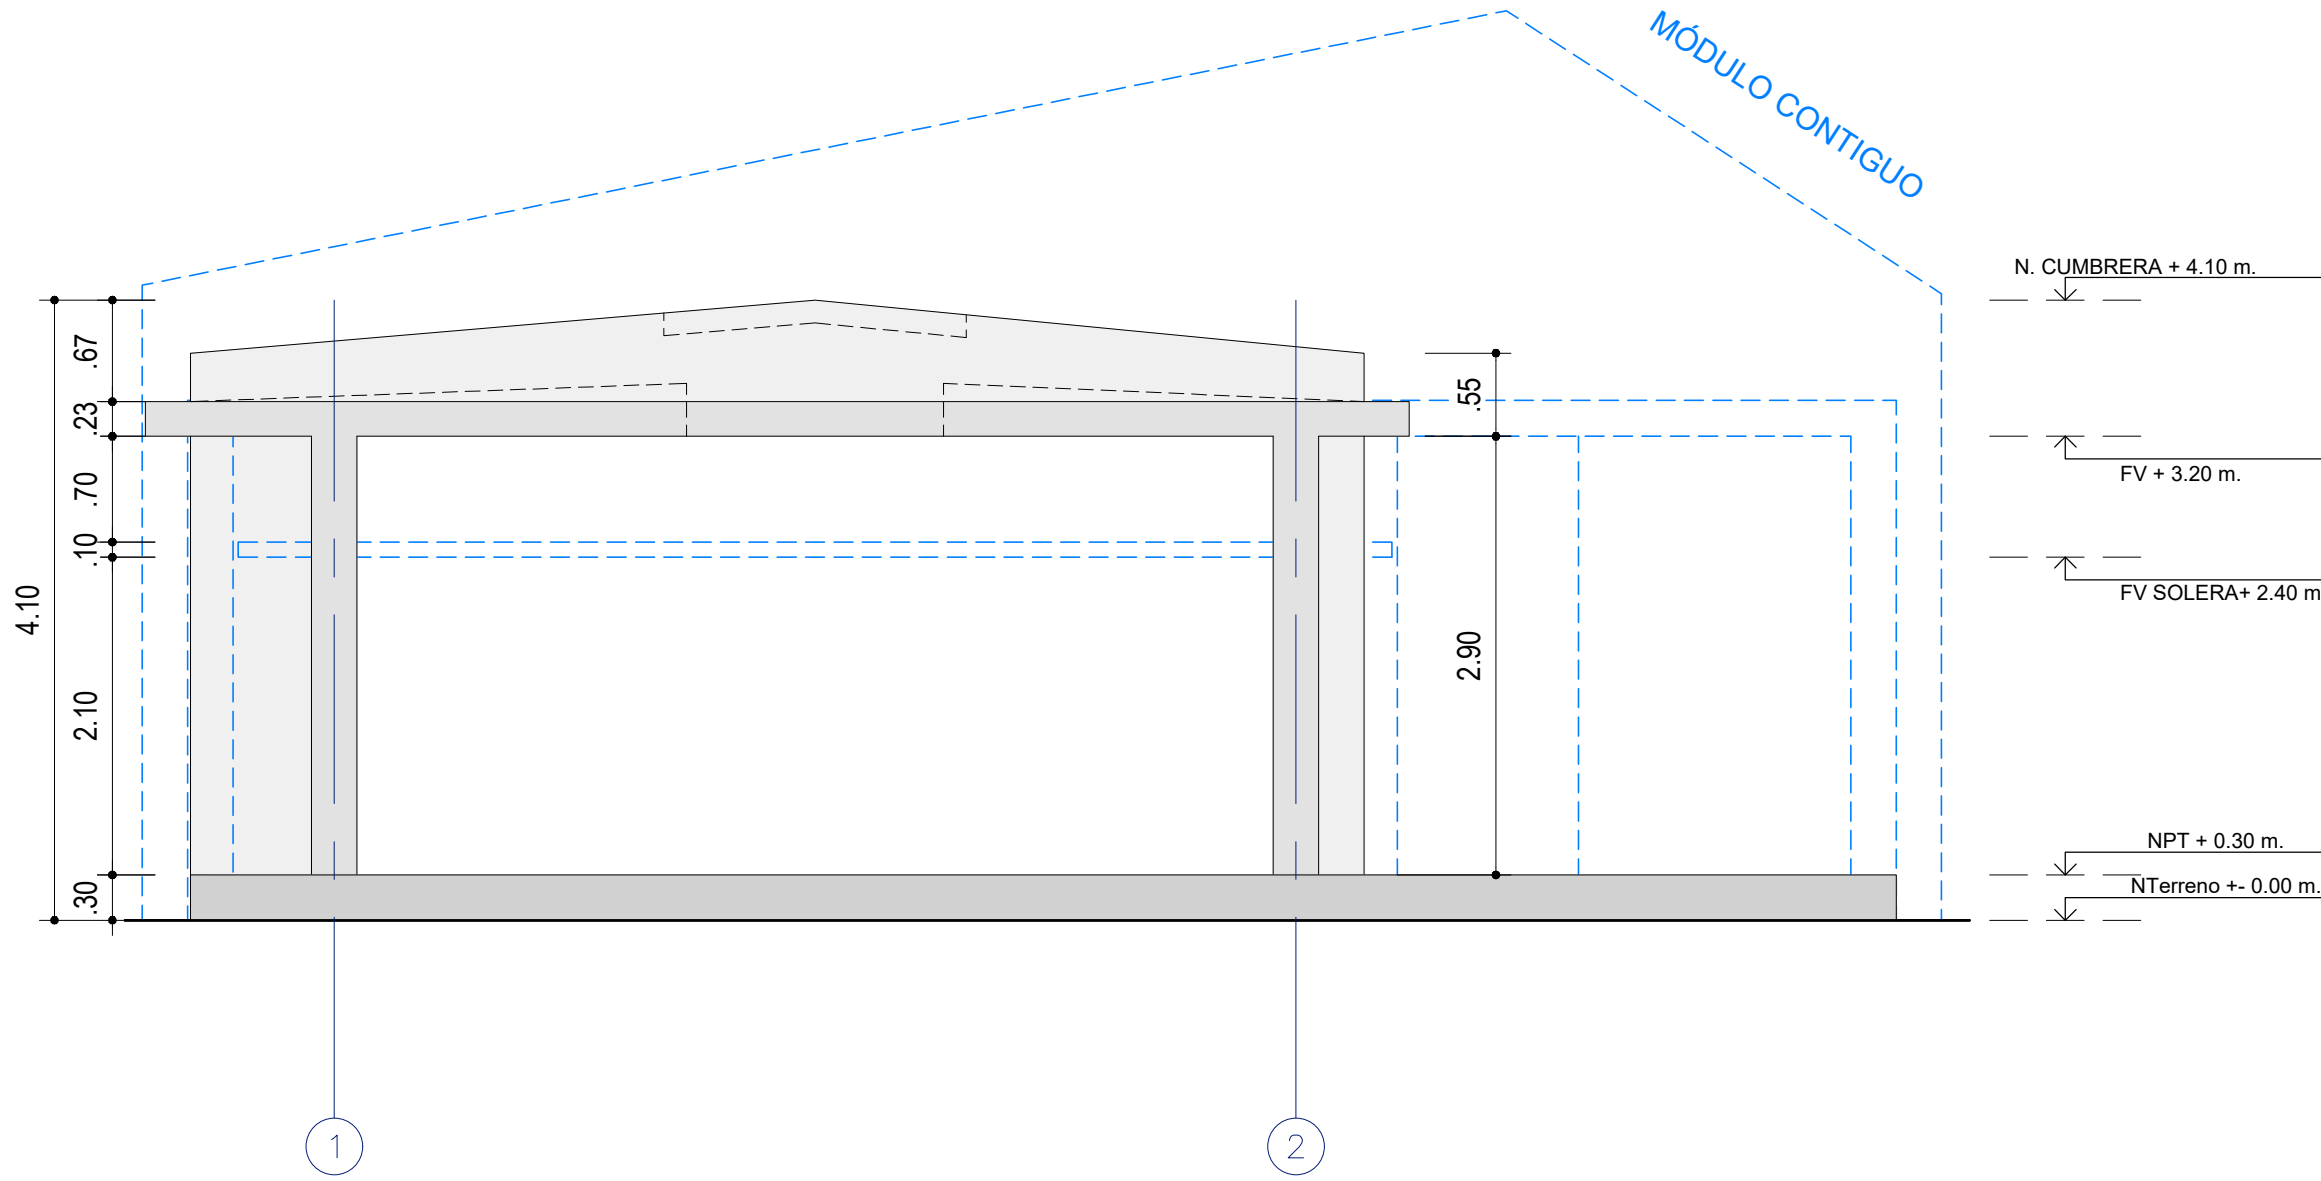 MÓDULO CONTIGUO
N. CUMBRERA + 4.10 m.
.67
.55
.23
FV + 3.20 m.
.70
.10
FV SOLERA+ 2.40 m
4.10
2.90
2.10
NPT + 0.30 m.
.30
NTerreno +- 0.00 m.
1
2